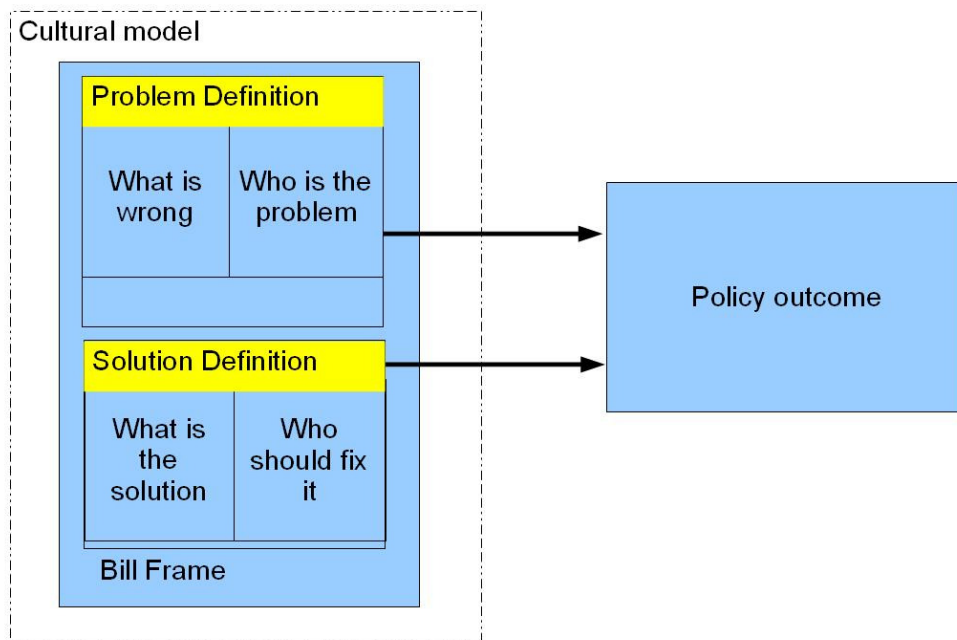 Cultural model
Problem Definition
What is
wrong
Who is the
problem
Policy outcome
Solution Definition
What is
the
solution
Who
should fix
it
Bill Frame